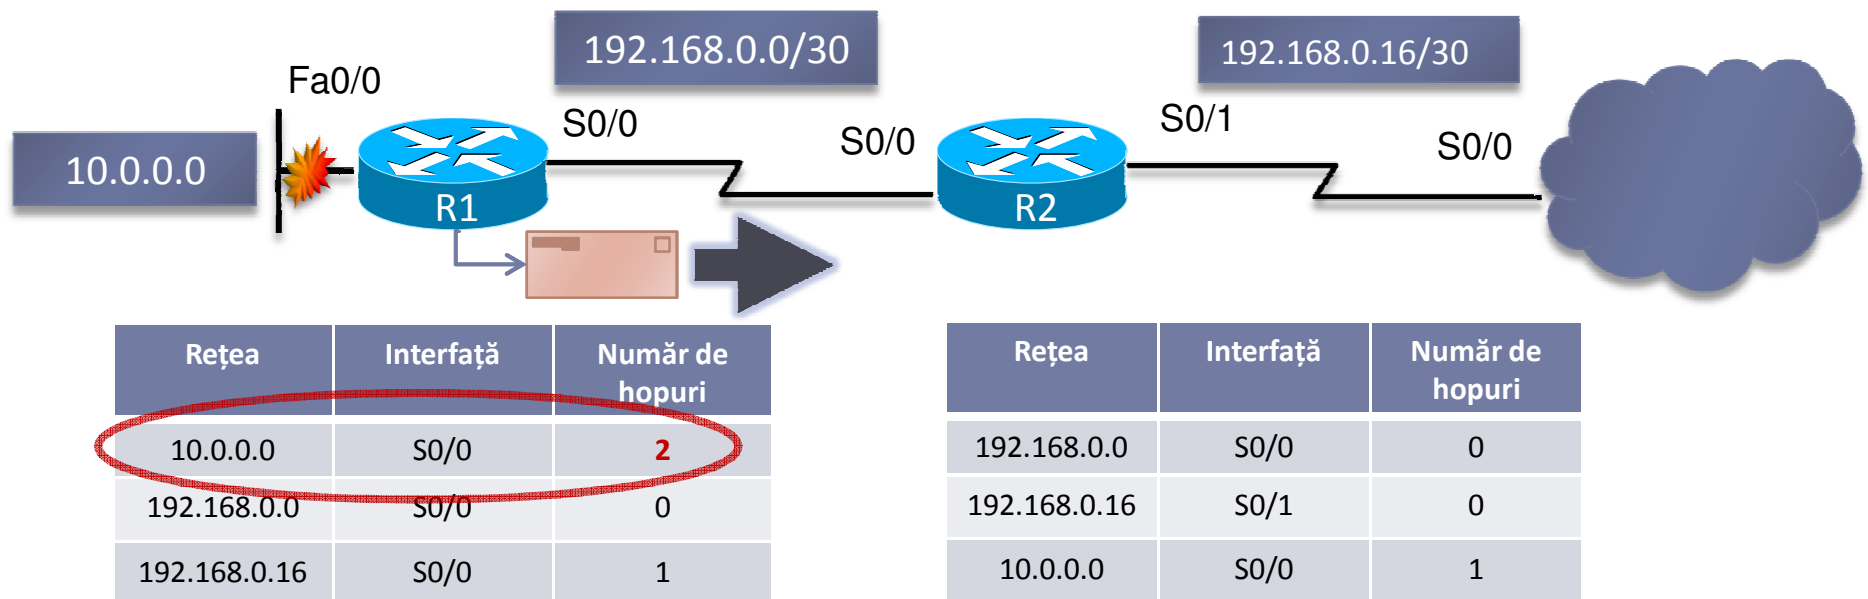 192.168.0.0/30
192.168.0.16/30
Fa0/0
S0/0
S0/0
S0/1
S0/0
10.0.0.0
R1
R2
Rețea Interfață Număr de hopuri
10.0.0.0 S0/0 2
192.168.0.0 S0/0 0
192.168.0.16 S0/0 1
Rețea Interfață Număr de hopuri
192.168.0.0 S0/0 0
192.168.0.16 S0/1 0
10.0.0.0 S0/0 1